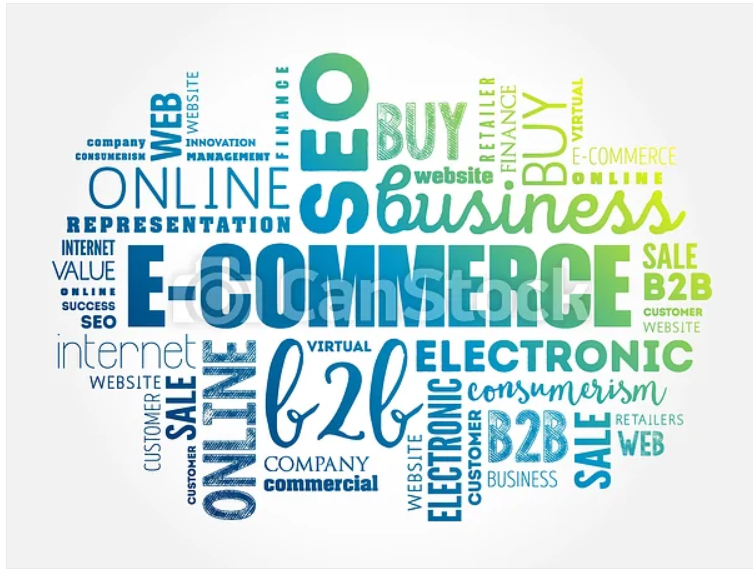 WEB
WEBSITE
FINANCE
SEO
BUY
RETAILER
FINANCE
BUY
VIRTUAL
company
INNOVATION
CONSUMERISM
MANAGEMENT
E-COMMERCE
website
ONLINE
ONLINE
business
REPRESENTATION
INTERNET
VALUE
ONLINE
SUCCESS
SEO
E-COMMERCE
CanStock
SALE
B2B
CUSTOMER
WEBSITE
internet
VIRTUAL
ELECTRONIC
WEBSITE
CUSTOMER
SALE
CUSTOMER
ONLINE
b2b
COMPANY
commercial
WEBSITE
ELECTRONIC
consumerism
CUSTOMER
B2B
BUSINESS
SALE
RETAILERS
WEB